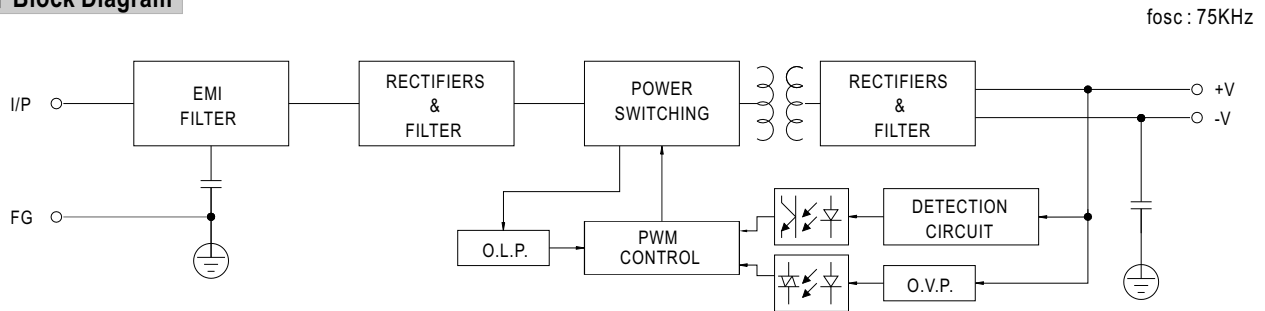 Block Diagram
fosc : 75KHz
I/P
EMI
FILTER
RECTIFIERS
&
FILTER
POWER
SWITCHING
RECTIFIERS
&
FILTER
+V
-V
FG
O.L.P.
PWM
CONTROL
DETECTION
CIRCUIT
O.V.P.